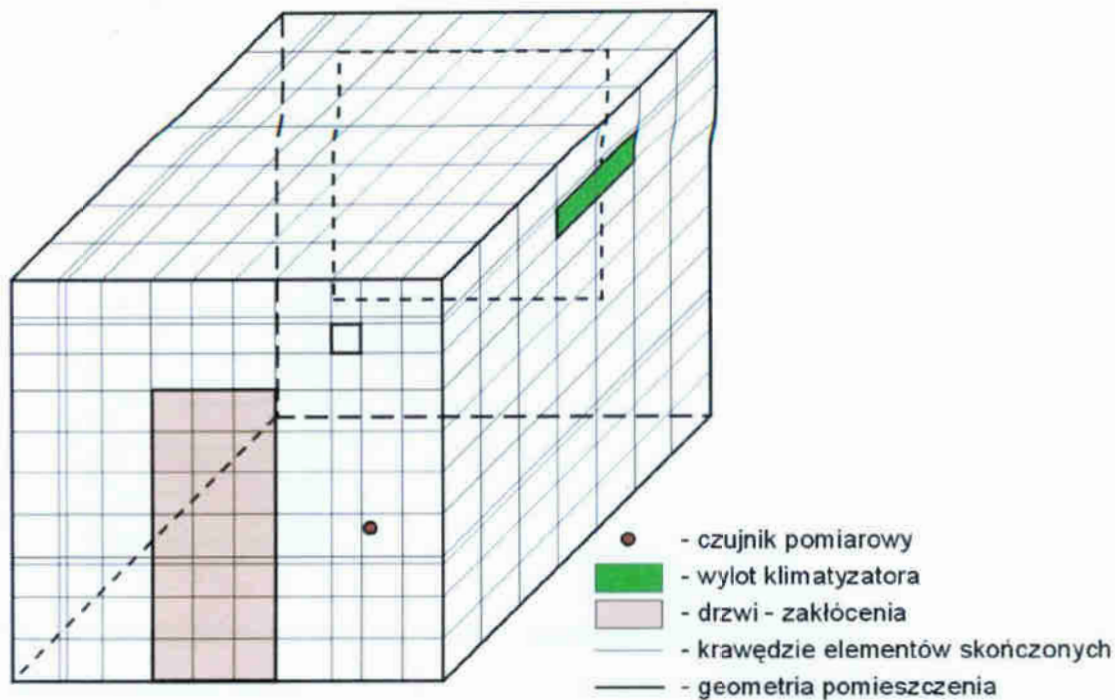 - czujnik pomiarowy
- wylot klimatyzatora
- drzwi - zakłócenia
- krawędzie elementów skończonych
- geometria pomieszczenia